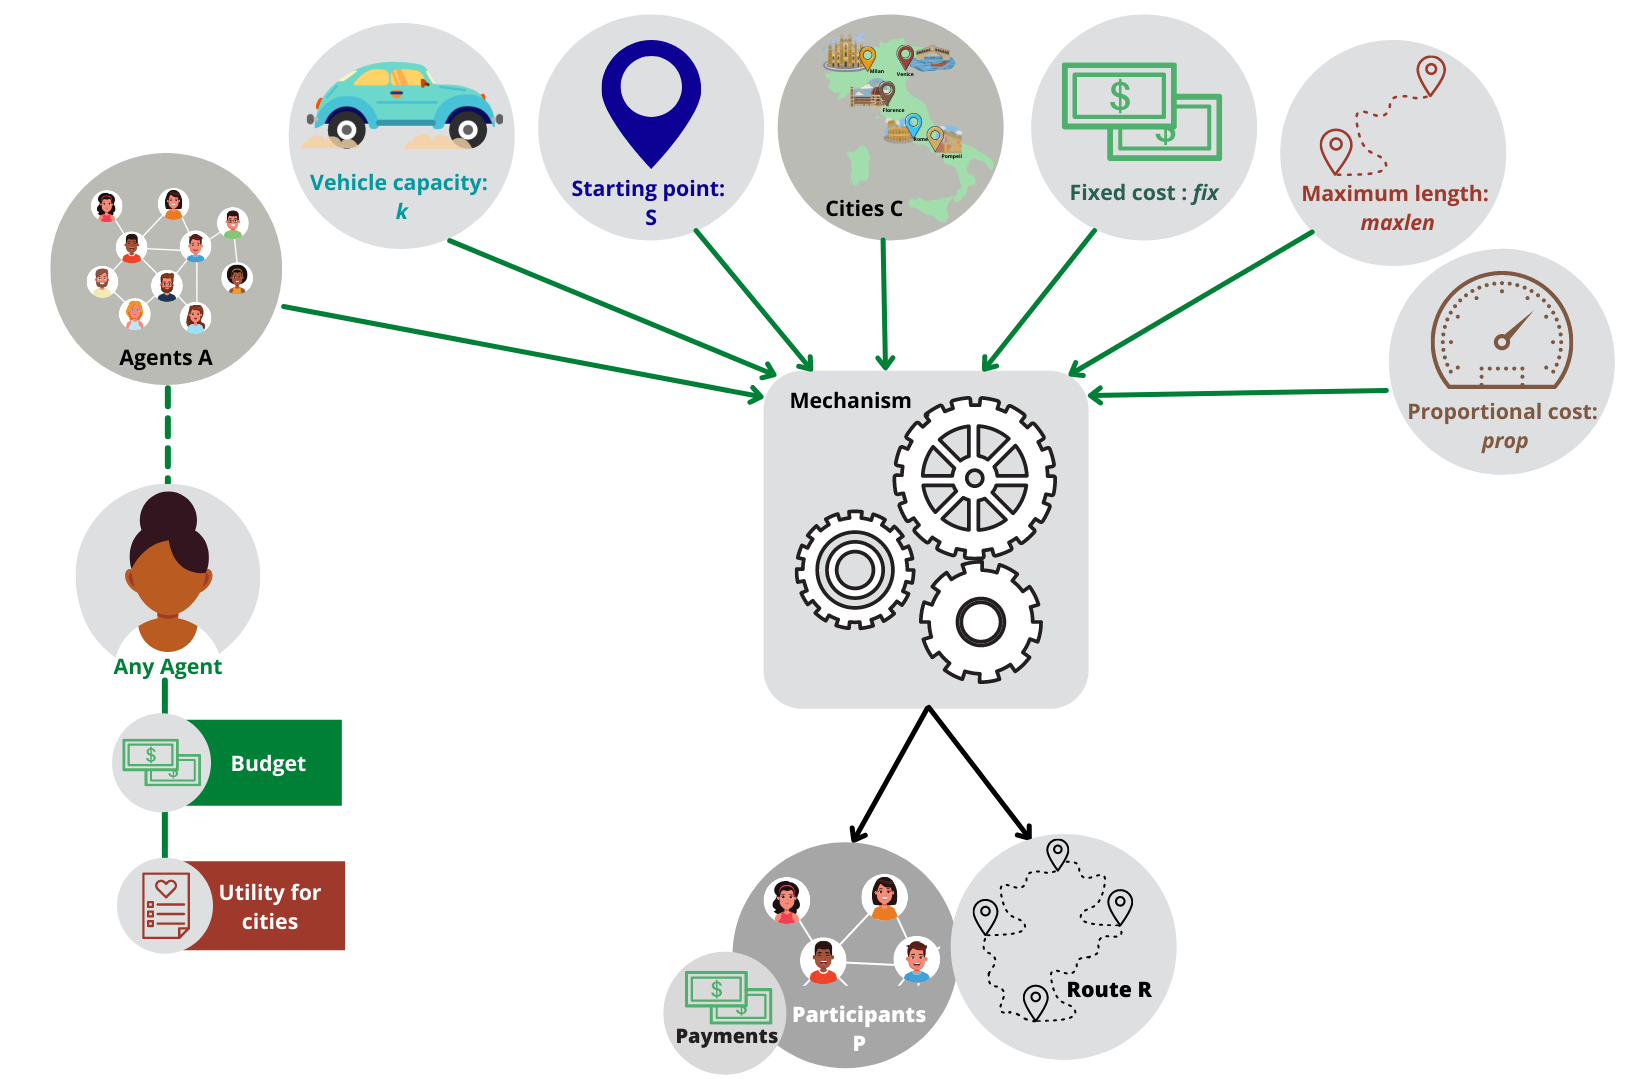 Vehicle capacity:
k
Starting point:
S
Milan
Venice
Florence
Roma
Pompeii
Cities C
$
$
Fixed cost : fix
Maximum length:
maxlen
Agents A
Proportional cost:
prop
Mechanism
Any Agent
$
$
Budget
Utility for
cities
$
$
Payments
Participants
P
Route R